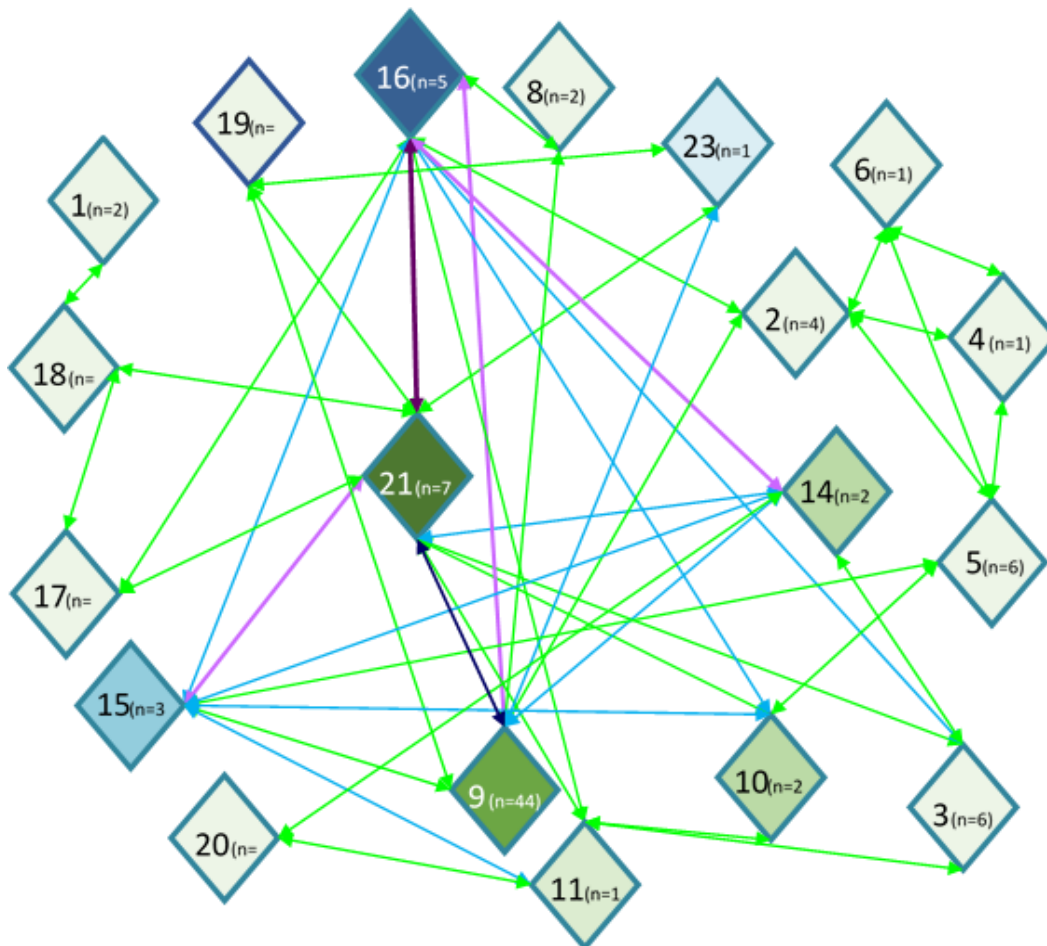 16(n=5
8(n=2)
19(n=
23(n=1
6(n=1)
1(n=2)
2(n=4)
4(n=1)
18(n=
21(n=7
14(n=2
5(n=6)
17(n=
15(n=3
9(n=44)
10(n=2
3(n=6)
20(n=
11(n=1